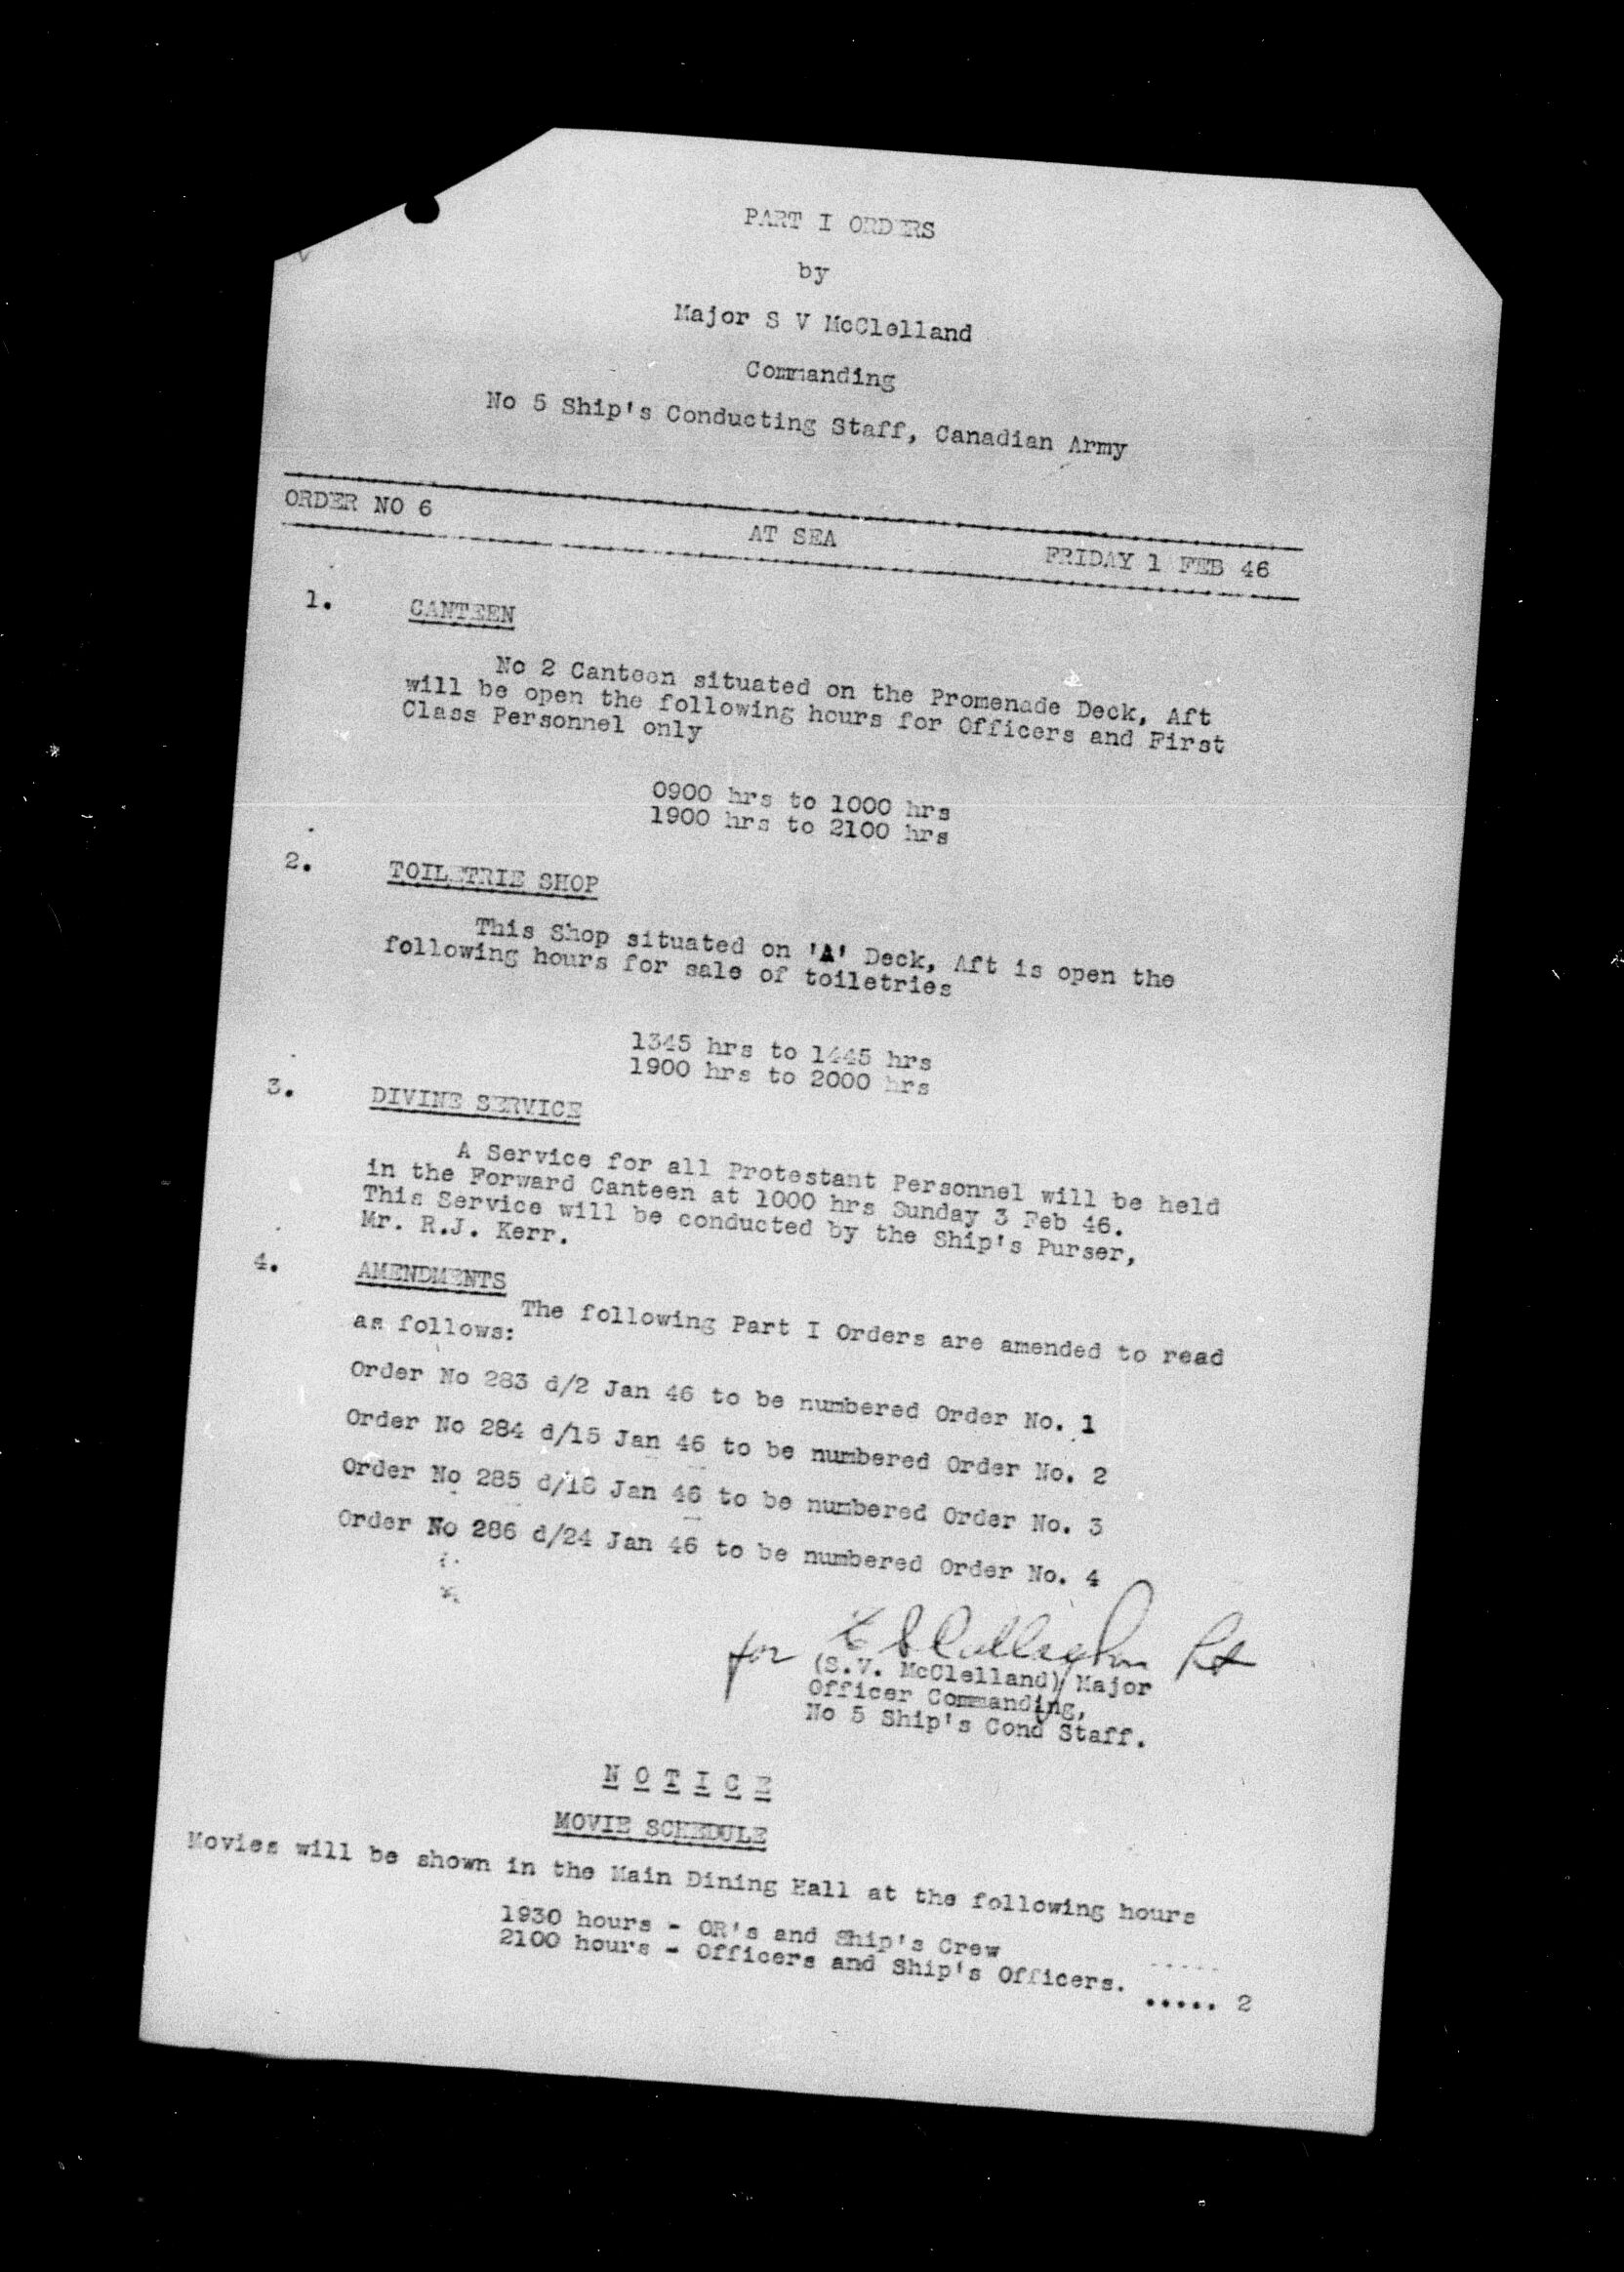 PART I ORDERS
by
Major S V McClelland
Commanding
No 5 Ship's Conducting Staff, Canadian Army
ORDER NO 6 AT SEA FRIDAY 1 FEB 46
1. CANTEEN
No 2 Canteen situated on the Promenade Deck, Aft
will be open the following hours for Officers and First
Class Personnel only
0900 hrs to 1000 hrs
1900 hrs to 2100 hrs
2. TOILETRIE SHOP
This Shop situated on 'A' Deck, Aft is open the
following hours for sale of toiletries
1345 hrs to 1445 hrs
1900 hrs to 2000 hrs
3. DIVINE SERVICE
A Service for all Protestant Personnel will be held
in the Forward Canteen at 1000 hrs Sunday 3 Feb 46.
This Service will be conducted by the Ship's Purser,
Mr. R.J. Kerr.
4. AMENDMENTS
The following Part I Orders are amended to read
as follows:
Order No 283 d/2 Jan 46 to be numbered Order No. 1
Order No 284 d/15 Jan 46 to be numbered Order No. 2
Order No 285 d/18 Jan 46 to be numbered Order No. 3
Order No 286 d/24 Jan 46 to be numbered Order No. 4
for
(S.V. McClelland) Major
Officer Commanding,
No 5 Ship's Cond Staff.
N O T I C E
MOVIE SCHEDULE
Movies will be shown in the Main Dining Hall at the following hours
1930 hours - OR's and Ship's Crew
2100 hours - Officers and Ship's Officers.
..... 2